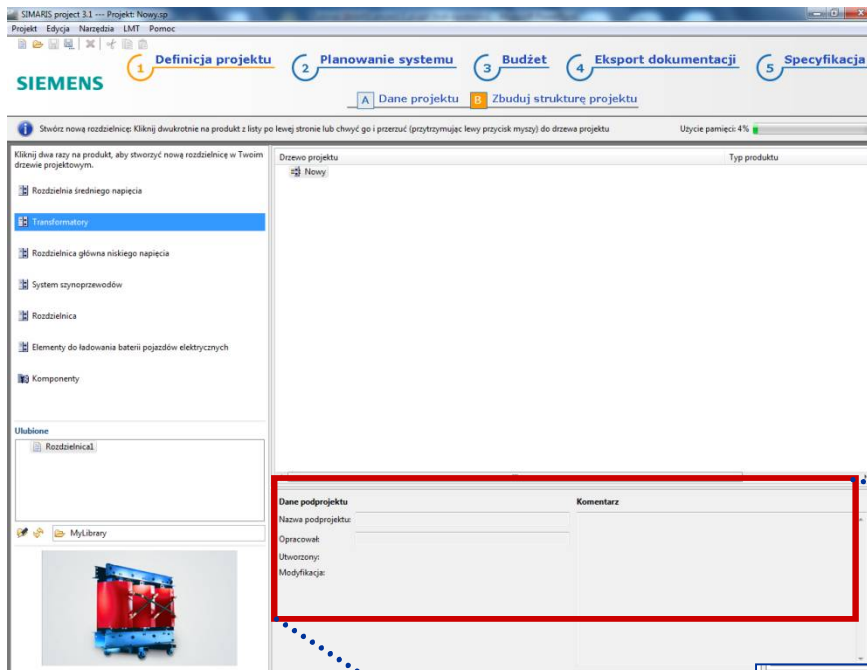 SIMARIS project 3.1 --- Projekt: Nowy.sp
Projekt Edycja Narzędzia LMT Pomoc
SIEMENS
1 Definicja projektu
2 Planowanie systemu
3 Budżet
4 Eksport dokumentacji
5 Specyfikacja
A Dane projektu
B Zbuduj strukturę projektu
Stwórz nową rozdzielnicę: Kliknij dwukrotnie na produkt z listy po lewej stronie lub chwyć go i przerzuć (przytrzymując lewy przycisk myszy) do drzewa projektu
Użycie pamięci: 4%
Kliknij dwa razy na produkt, aby stworzyć nową rozdzielnicę w Twoim
drzewie projektowym.
Rozdzielnia średniego napięcia
Transformatory
Rozdzielnica główna niskiego napięcia
System szynoprzewodów
Rozdzielnica
Elementy do ładowania baterii pojazdów elektrycznych
Komponenty
Ulubione
Rozdzielnica1
MyLibrary
Drzewo projektu
Typ produktu
Nowy
Dane podprojektu
Nazwa podprojektu:
Opracował:
Utworzony:
Modyfikacja:
Komentarz